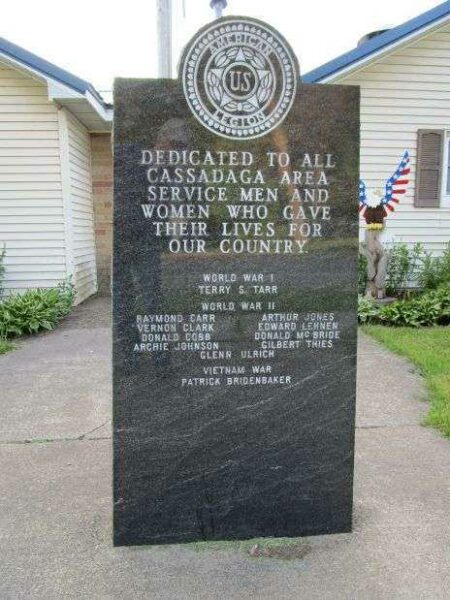 AMERICAN
US
LEGION
DEDICATED TO ALL
CASSADAGA AREA
SERVICE MEN AND
WOMEN WHO GAVE
THEIR LIVES FOR
OUR COUNTRY.
WORLD WAR I
TERRY S. TARR
WORLD WAR II
RAYMOND CARR ARTHUR JONES
VERNON CLARK EDWARD LEHNEN
DONALD COBB DONALD MC BRIDE
ARCHIE JOHNSON GILBERT THIES
GLENN ULRICH
VIETNAM WAR
PATRICK BRIDENBAKER